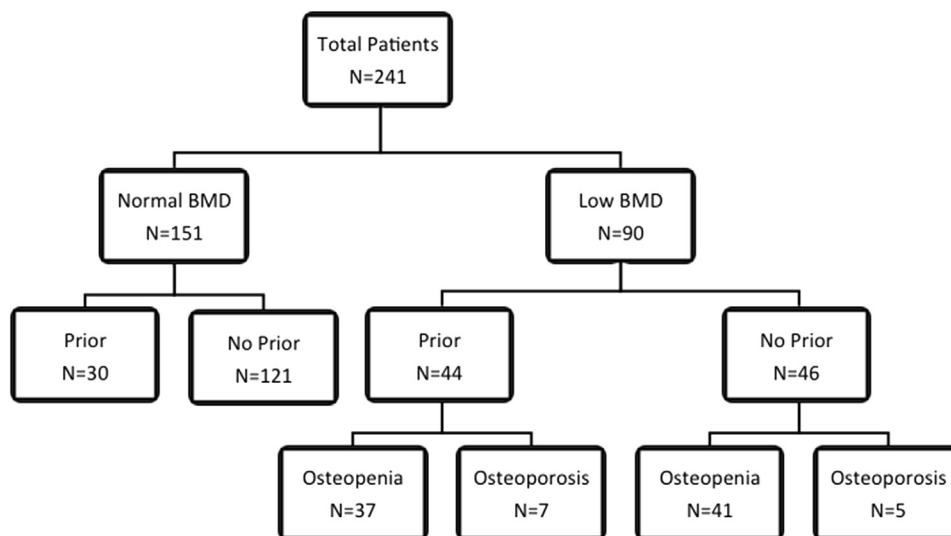 Total Patients
N=241
Normal BMD
N=151
Low BMD
N=90
Prior
N=30
No Prior
N=121
Prior
N=44
No Prior
N=46
Osteopenia
N=37
Osteoporosis
N=7
Osteopenia
N=41
Osteoporosis
N=5